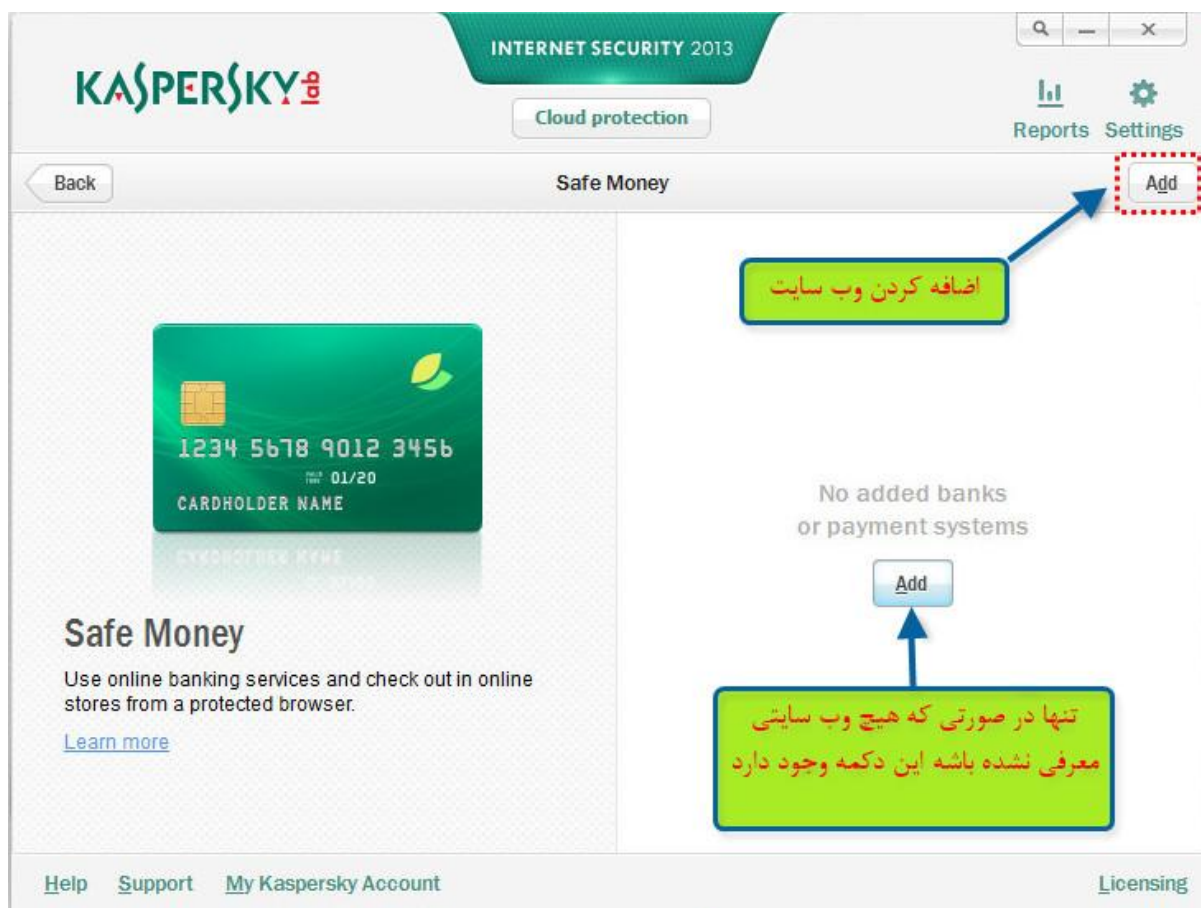 KASPERSKY lab
INTERNET SECURITY 2013
Cloud protection
Reports
Settings
Back
Safe Money
Add
اضافه کردن وب سایت
1234 5678 9012 3456
01/20
CARDHOLDER NAME
No added banks
or payment systems
Add
Safe Money
Use online banking services and check out in online
stores from a protected browser.
Learn more
تنها در صورتی که هیچ وب سایتی
معرفی نشده باشه این دکمه وجود دارد
Help
Support
My Kaspersky Account
Licensing